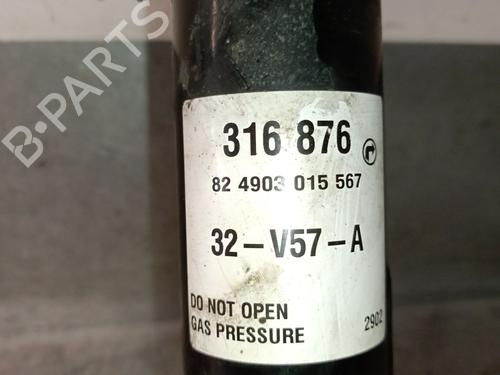 B-PARTS
316 876
82 4903 015 567
32-V57-A
DO NOT OPEN
GAS PRESSURE
2902